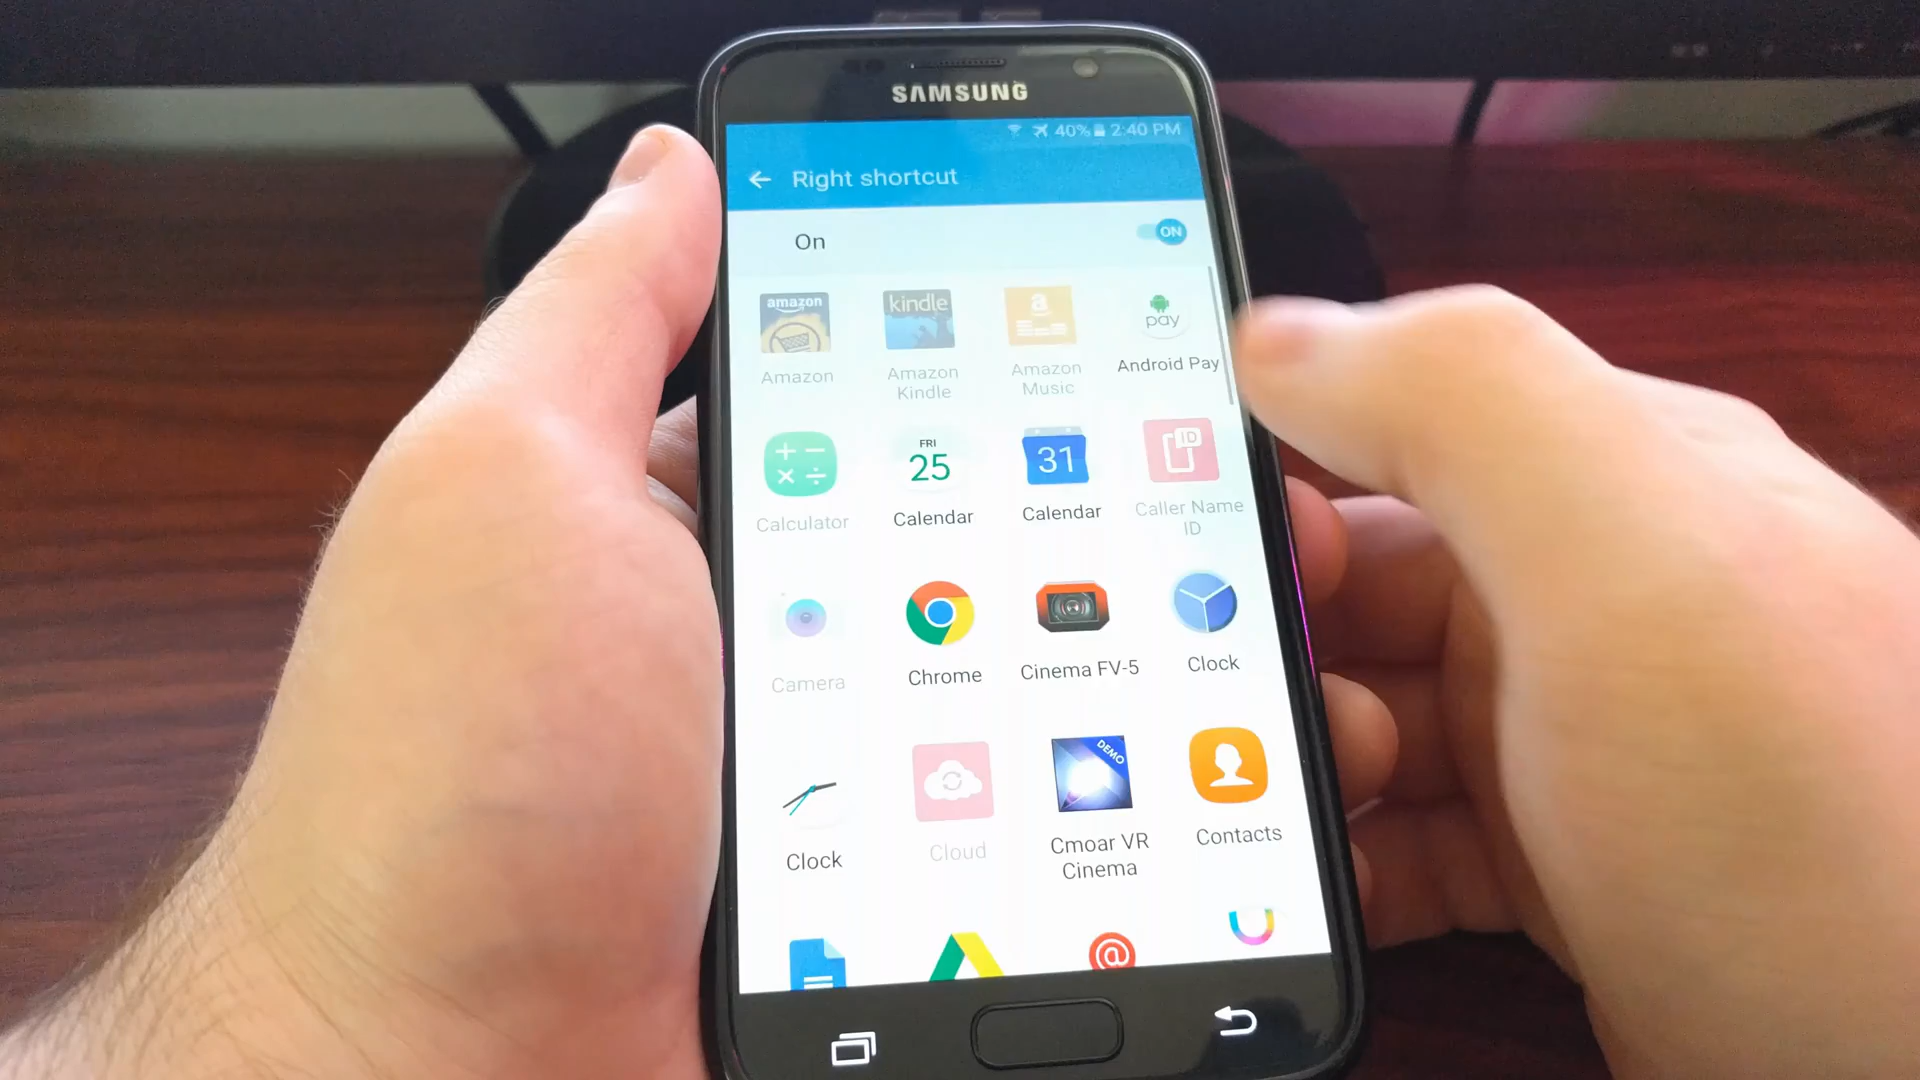 SAMSUNG
40% 2:40 PM
Right shortcut
On
ON
amazon
kindle
a
pay
Amazon
Amazon
Kindle
Amazon
Music
Android Pay
+ −
× ÷
FRI
25
31
ID
Calculator
Calendar
Calendar
Caller Name
ID
Camera
Chrome
Cinema FV-5
Clock
DEMO
Clock
Cloud
Cmoar VR
Cinema
Contacts
@